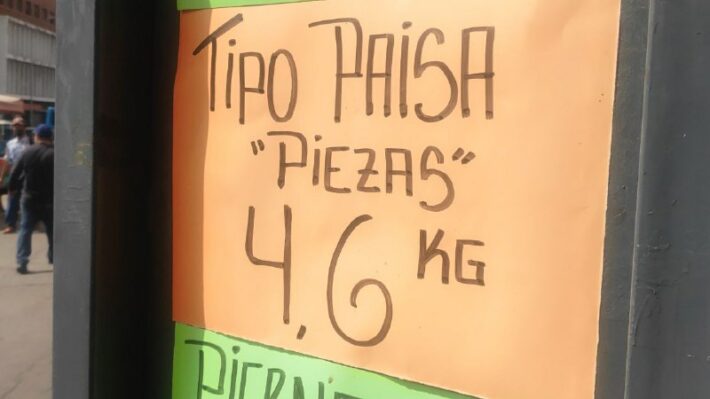 TIPO PAISA
"PIEZAS"
4,6 KG